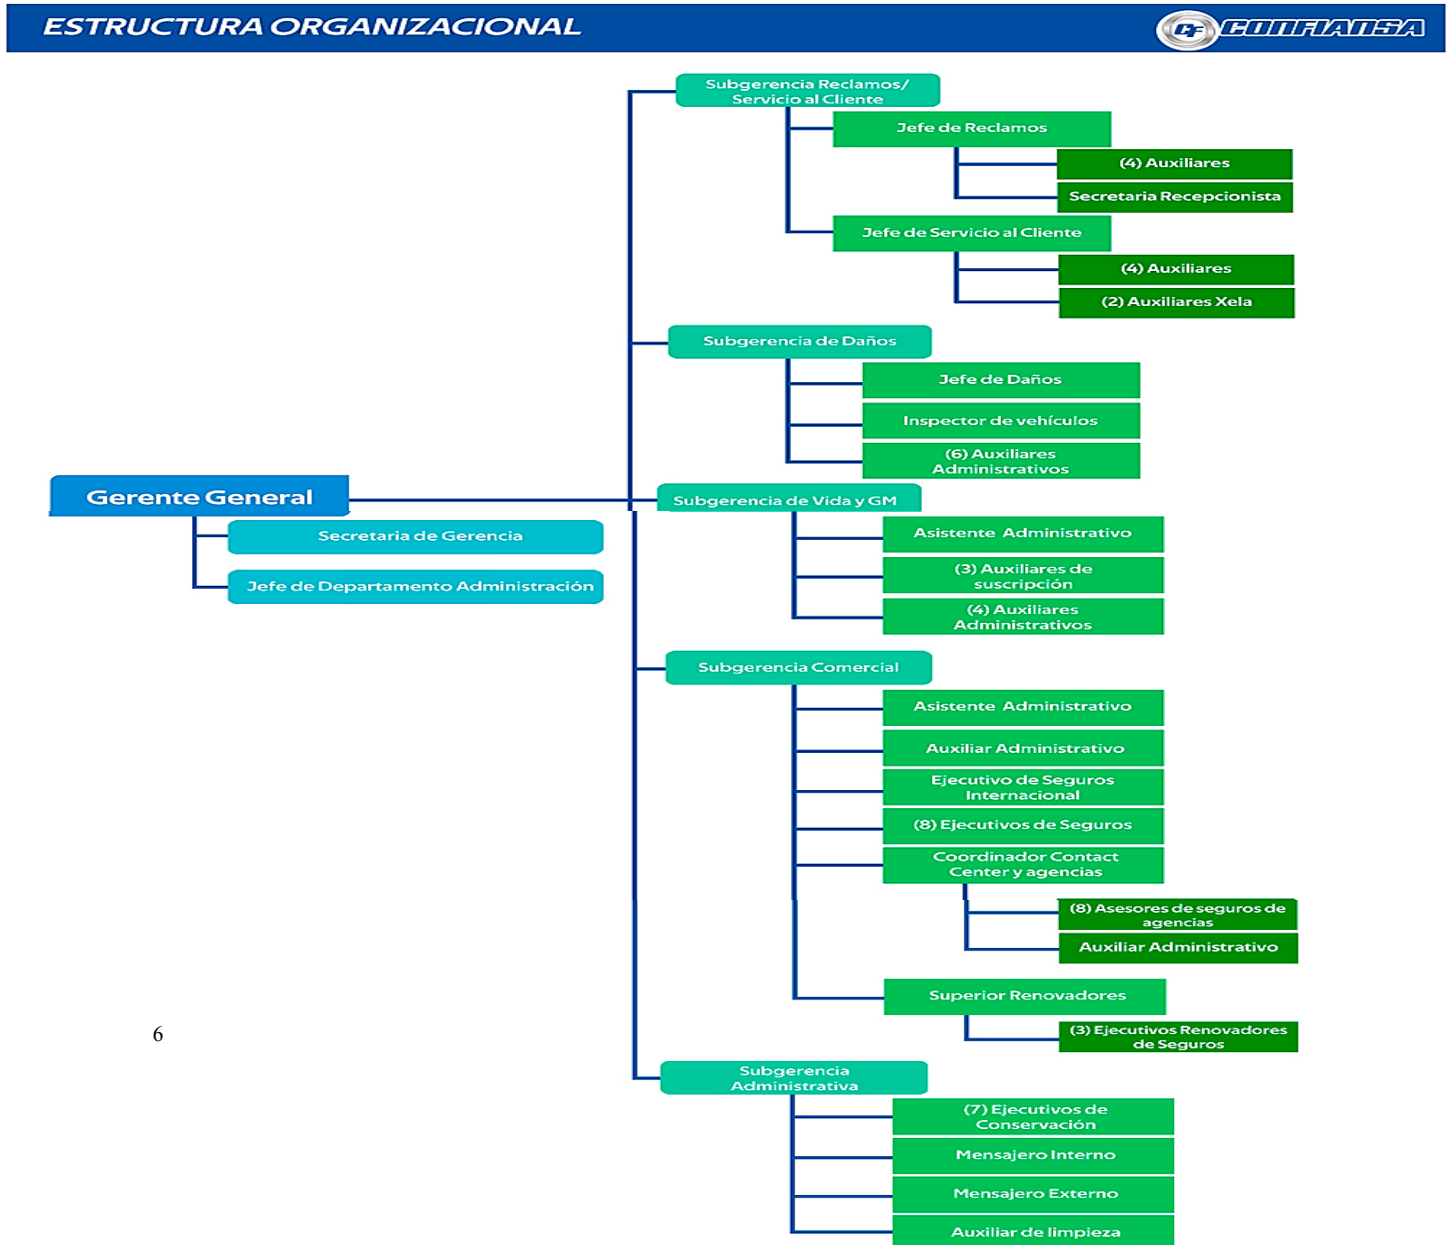 ESTRUCTURA ORGANIZACIONAL
CF CONFIANSA
Subgerencia Reclamos/
Servicio al Cliente
Jefe de Reclamos
(4) Auxiliares
Secretaria Recepcionista
Jefe de Servicio al Cliente
(4) Auxiliares
(2) Auxiliares Xela
Subgerencia de Daños
Jefe de Daños
Inspector de vehículos
(6) Auxiliares
Administrativos
Gerente General
Secretaria de Gerencia
Jefe de Departamento Administración
Subgerencia de Vida y GM
Asistente Administrativo
(3) Auxiliares de
suscripción
(4) Auxiliares
Administrativos
Subgerencia Comercial
Asistente Administrativo
Auxiliar Administrativo
Ejecutivo de Seguros
Internacional
(8) Ejecutivos de Seguros
Coordinador Contact
Center y agencias
(8) Asesores de seguros de
agencias
Auxiliar Administrativo
Superior Renovadores
(3) Ejecutivos Renovadores
de Seguros
6
Subgerencia
Administrativa
(7) Ejecutivos de
Conservación
Mensajero Interno
Mensajero Externo
Auxiliar de limpieza